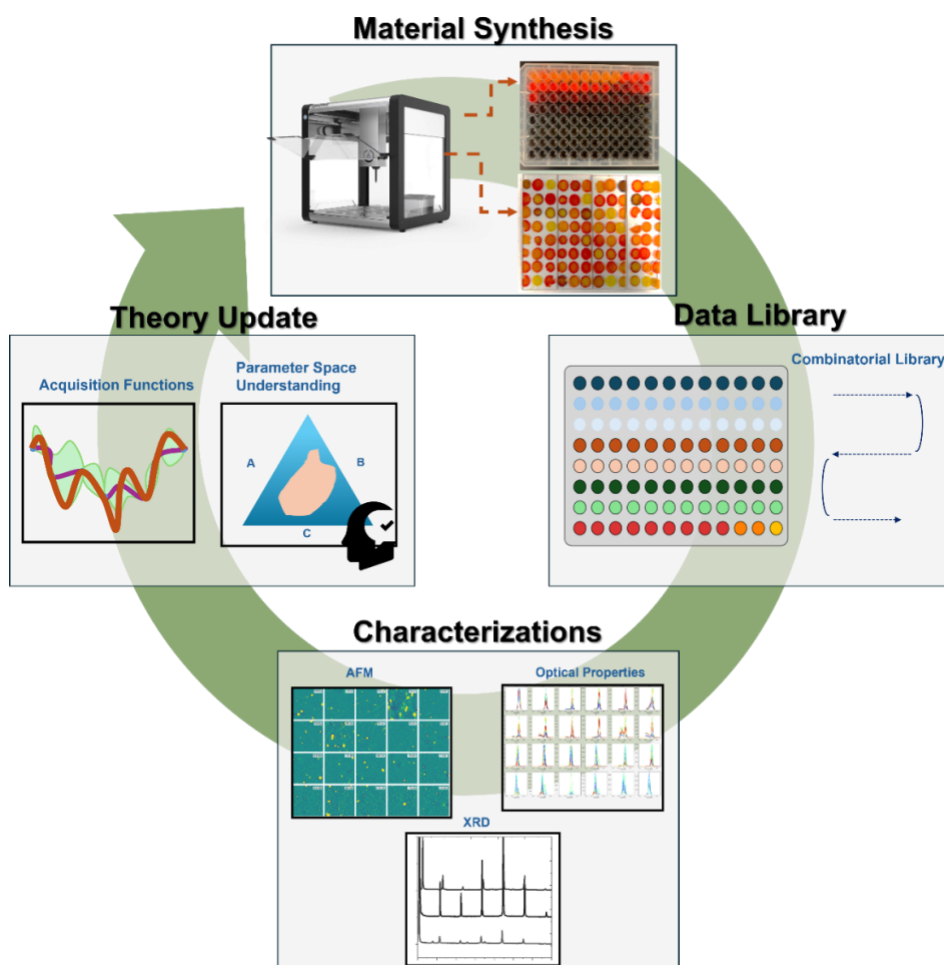 Material Synthesis
Theory Update
Acquisition Functions
Parameter Space
Understanding
A
B
C
Data Library
Combinatorial Library
Characterizations
AFM
Optical Properties
XRD